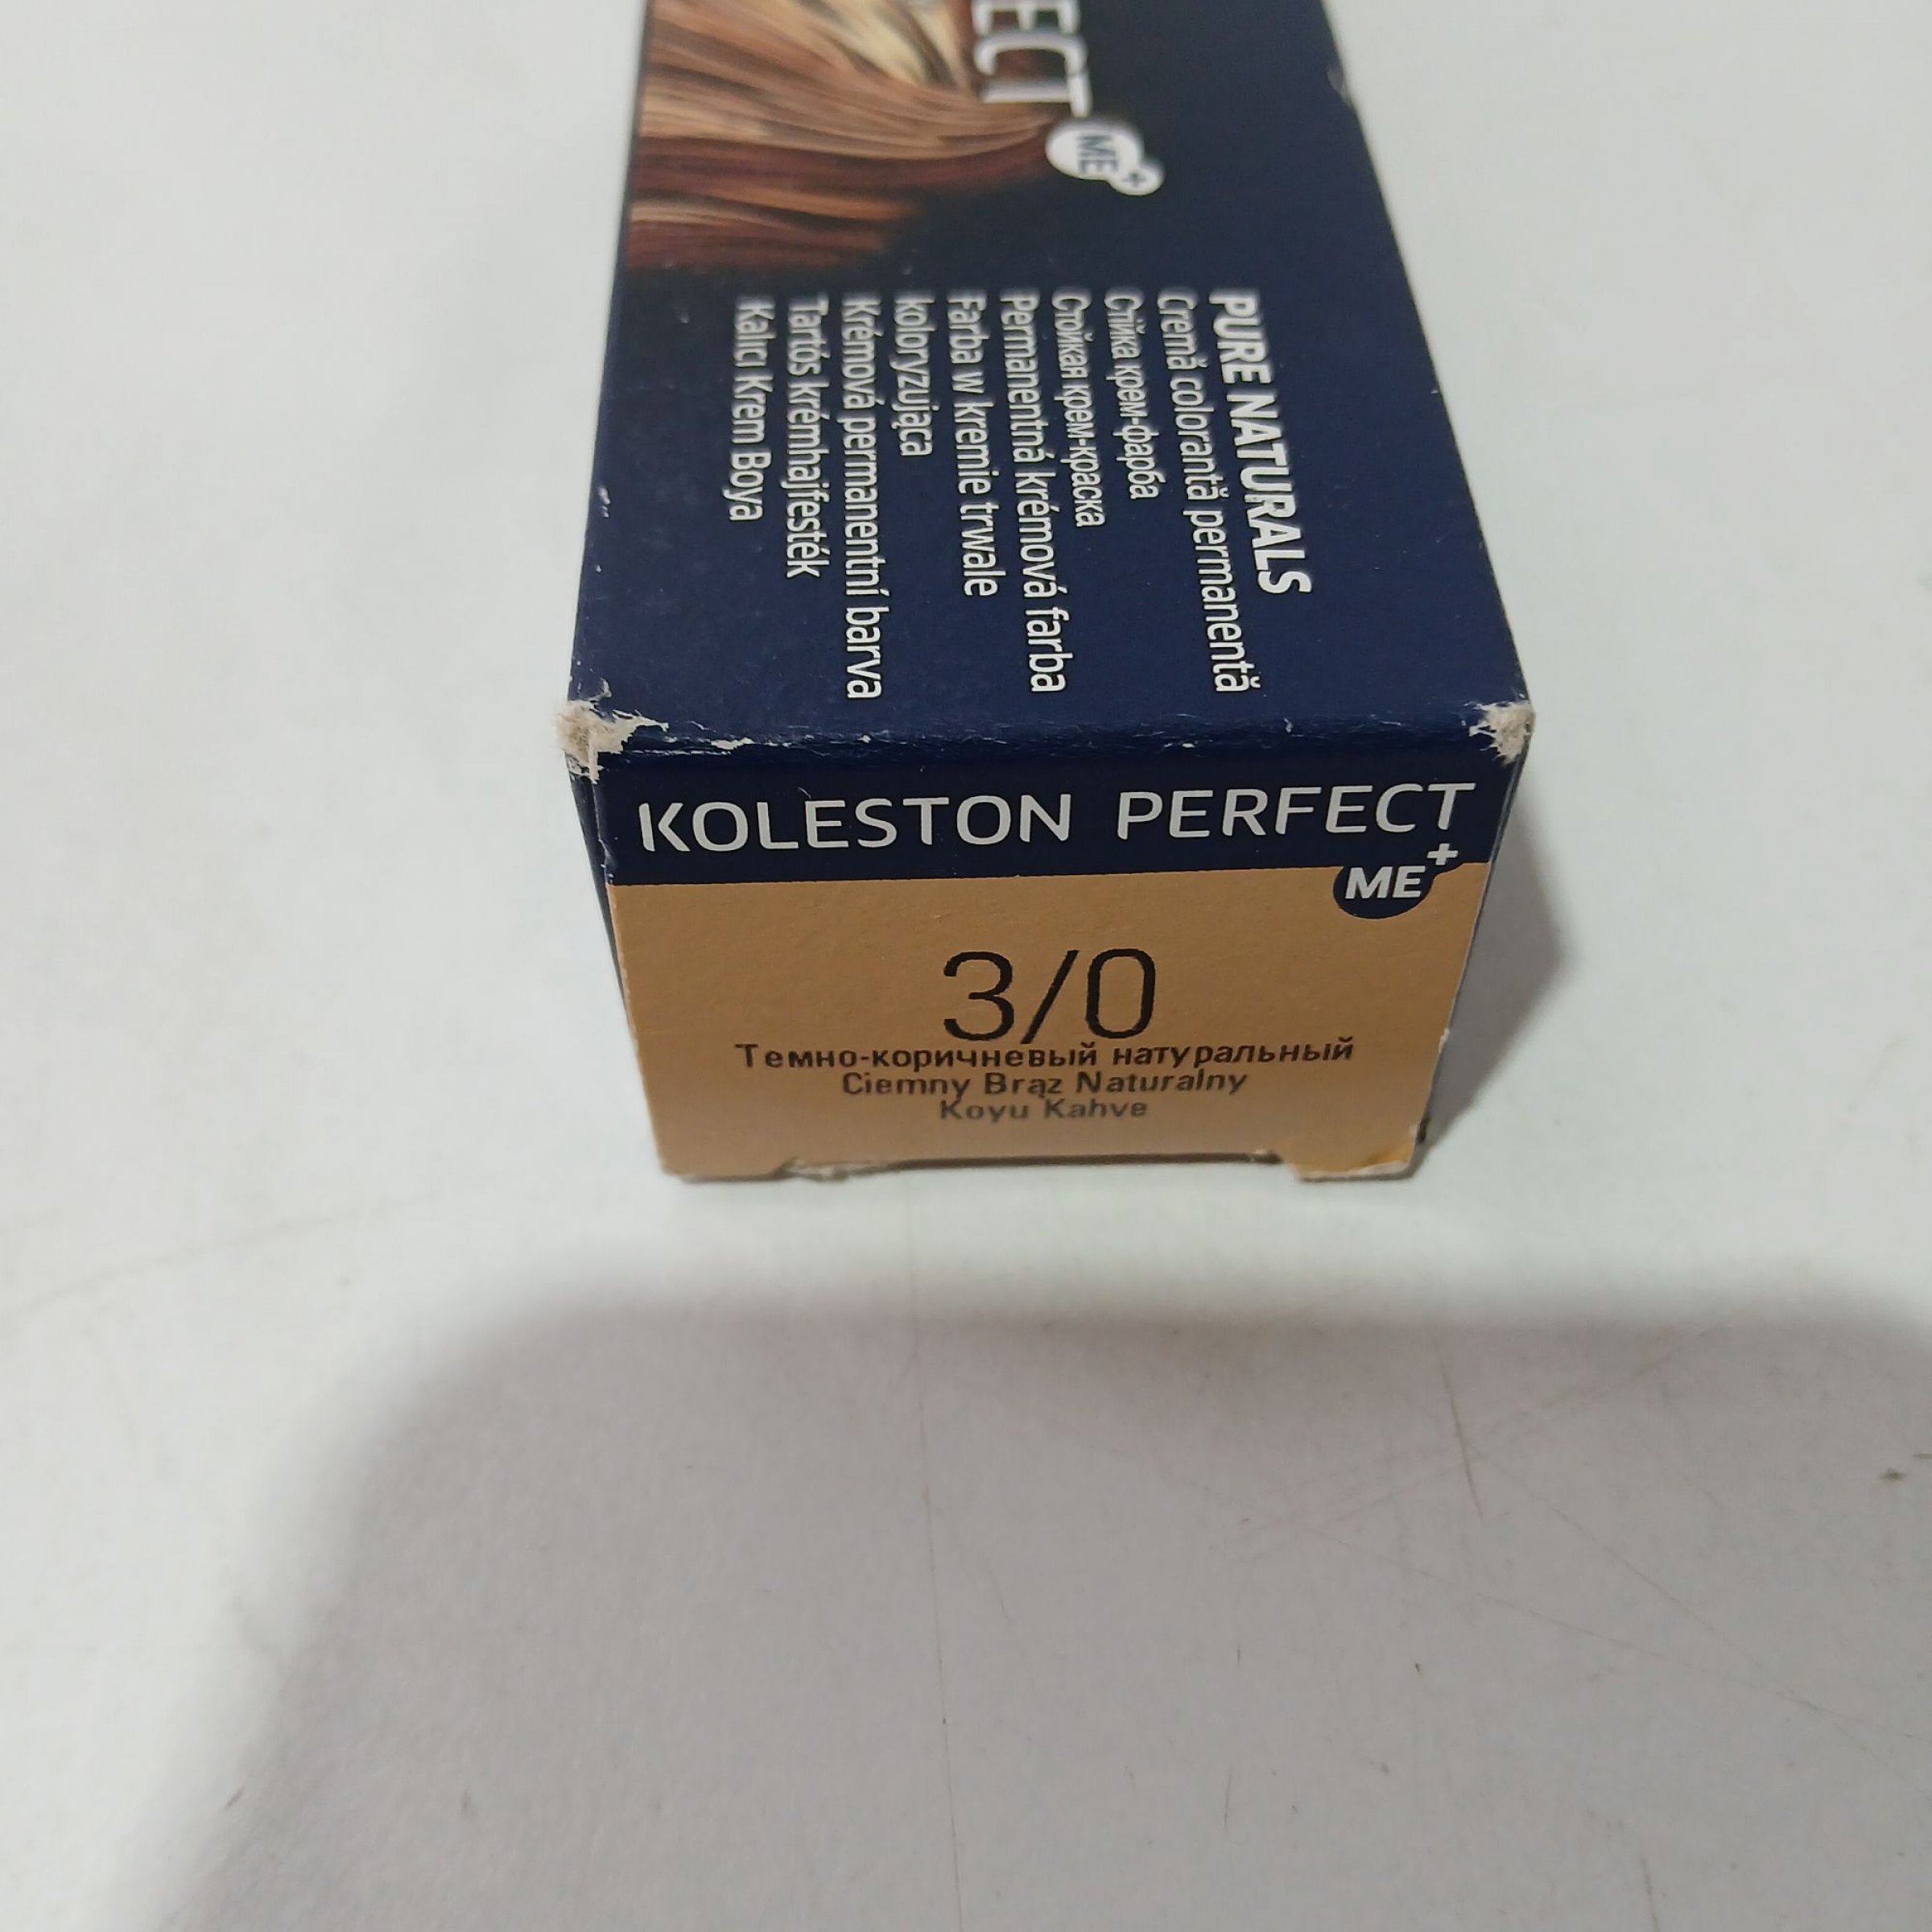 ECT
ME+
PURE NATURALS
Cremă colorantă permanentă
Стійка крем-фарба
Стойкая крем-краска
Permanentná krémová farba
Farba w kremie trwale
koloryzująca
Krémová permanentní barva
Tartós krémhajfesték
Kalıcı Krem Boya
KOLESTON PERFECT
ME+
3/0
Темно-коричневый натуральный
Ciemny Brąz Naturalny
Koyu Kahve